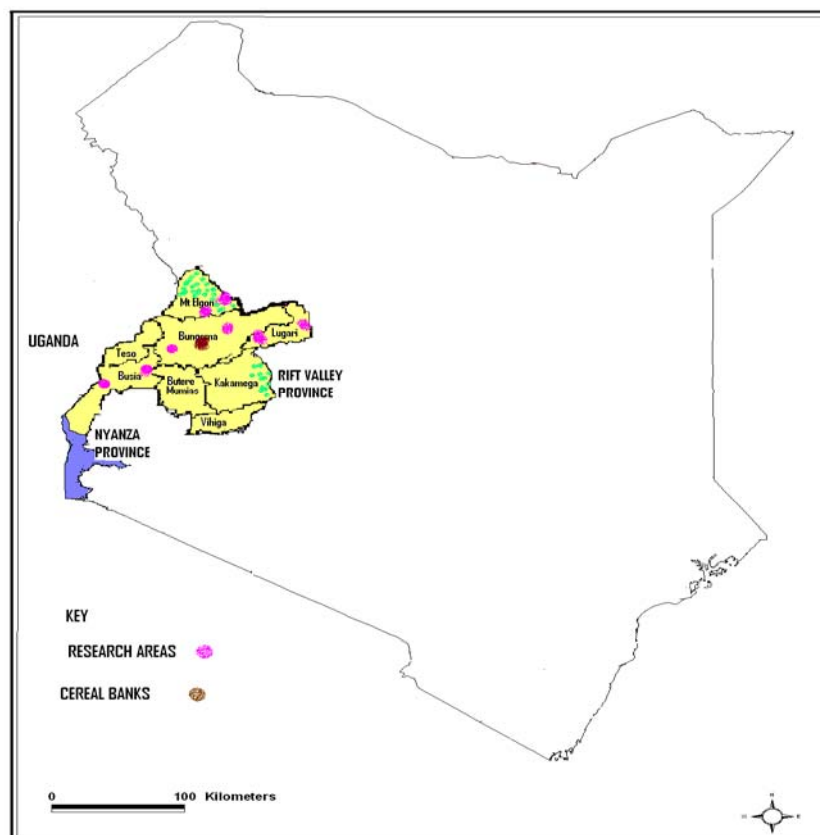 Mt Elgon
Bungoma
Lugari
UGANDA
Teso
Busia
Butere
Mumias
Kakamega
RIFT VALLEY
PROVINCE
Vihiga
NYANZA
PROVINCE
KEY
RESEARCH AREAS
CEREAL BANKS
0 100 Kilometers
N
W E
S